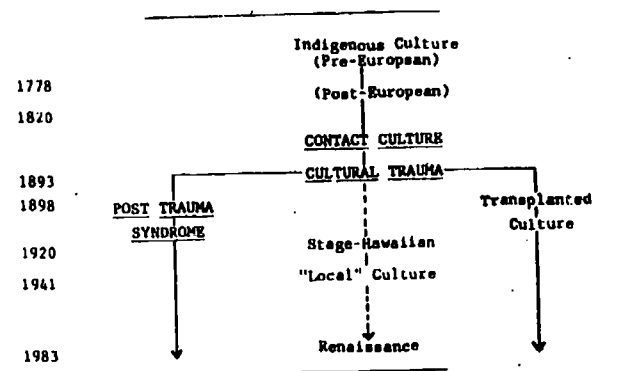 Indigenous Culture
(Pre-European)
1778
(Post-European)
1820
CONTACT CULTURE
CULTURAL TRAUMA
1893
1898
POST TRAUMA
SYNDROME
Transplanted
Culture
Stage-Hawaiian
1920
"Local" Culture
1941
Renaissance
1983